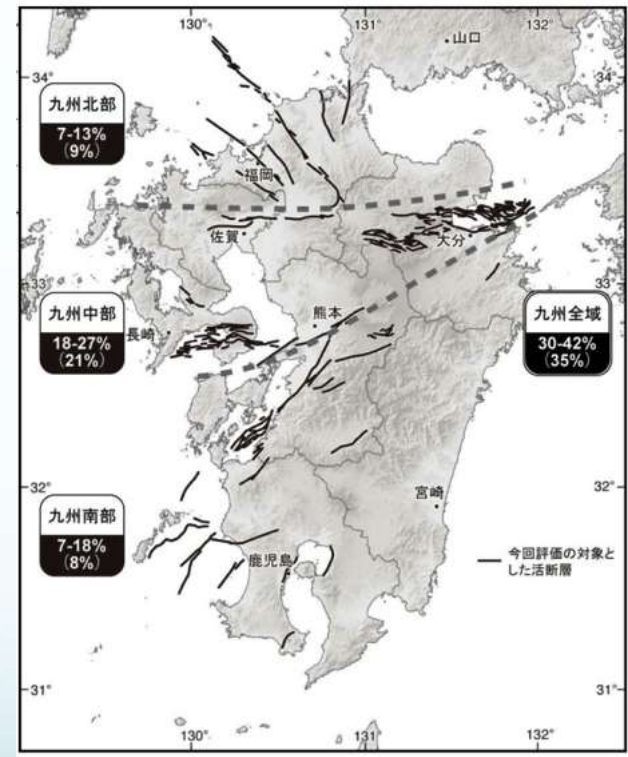 130°
131°
132°
山口
34°
34°
九州北部
7-13%
(9%)
福岡
佐賀
大分
33°
33°
九州中部
18-27%
(21%)
長崎
熊本
九州全域
30-42%
(35%)
32°
32°
宮崎
九州南部
7-18%
(8%)
鹿児島
今回評価の対象と
した活断層
31°
31°
130°
131°
132°